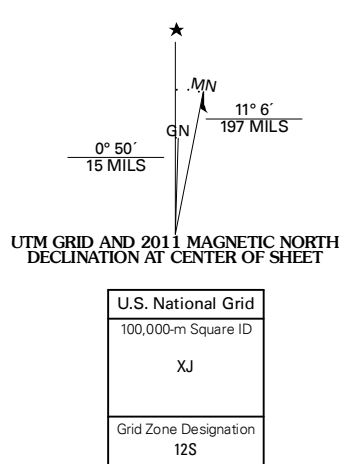 MN
11° 6´
197 MILS
GN
0° 50´
15 MILS
UTM GRID AND 2011 MAGNETIC NORTH
DECLINATION AT CENTER OF SHEET
U.S. National Grid
100,000-m Square ID
XJ
Grid Zone Designation
12S